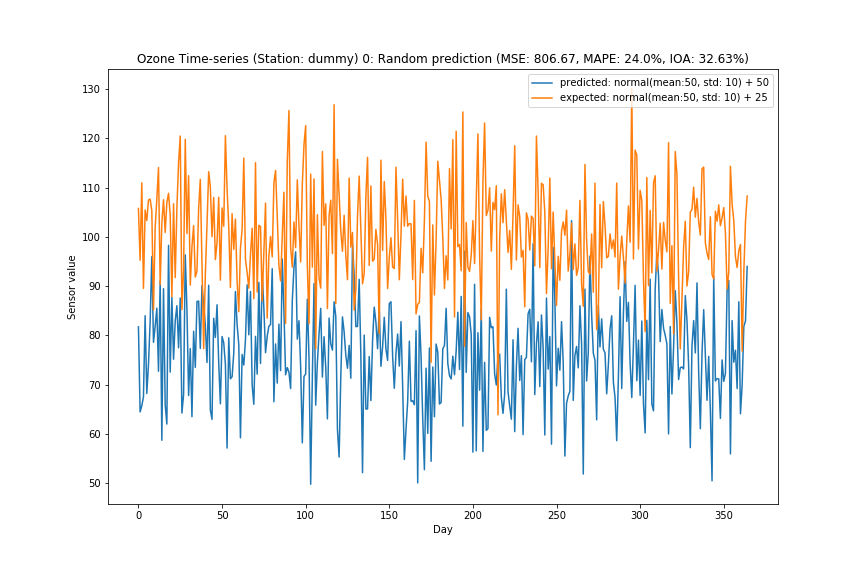 Ozone Time-series (Station: dummy) 0: Random prediction (MSE: 806.67, MAPE: 24.0%, IOA: 32.63%)
predicted: normal(mean:50, std: 10) + 50
expected: normal(mean:50, std: 10) + 25
Sensor value
130
120
110
100
90
80
70
60
50
0 50 100 150 200 250 300 350
Day